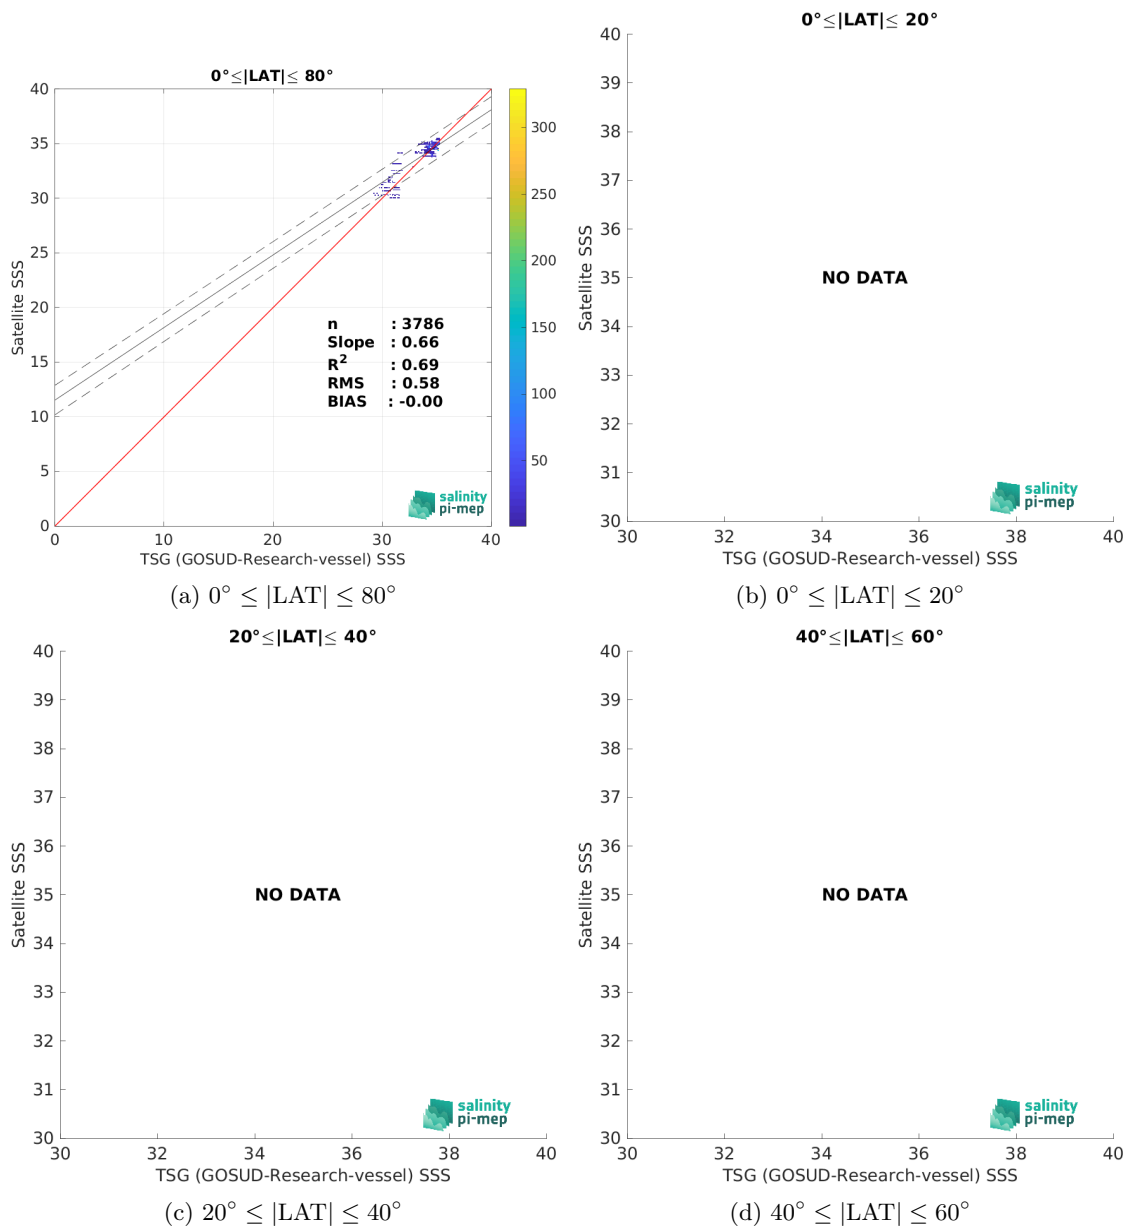 0°≤|LAT|≤ 80°
40
35
30
25
20
15
10
5
0
Satellite SSS
300
250
200
150
100
50
n : 3786
Slope : 0.66
R² : 0.69
RMS : 0.58
BIAS : -0.00
salinity
pi-mep
0 10 20 30 40
TSG (GOSUD-Research-vessel) SSS
(a) 0° ≤ |LAT| ≤ 80°
0°≤|LAT|≤ 20°
40
39
38
37
36
35
34
33
32
31
30
Satellite SSS
NO DATA
salinity
pi-mep
30 32 34 36 38 40
TSG (GOSUD-Research-vessel) SSS
(b) 0° ≤ |LAT| ≤ 20°
20°≤|LAT|≤ 40°
40
39
38
37
36
35
34
33
32
31
30
Satellite SSS
NO DATA
salinity
pi-mep
30 32 34 36 38 40
TSG (GOSUD-Research-vessel) SSS
(c) 20° ≤ |LAT| ≤ 40°
40°≤|LAT|≤ 60°
40
39
38
37
36
35
34
33
32
31
30
Satellite SSS
NO DATA
salinity
pi-mep
30 32 34 36 38 40
TSG (GOSUD-Research-vessel) SSS
(d) 40° ≤ |LAT| ≤ 60°